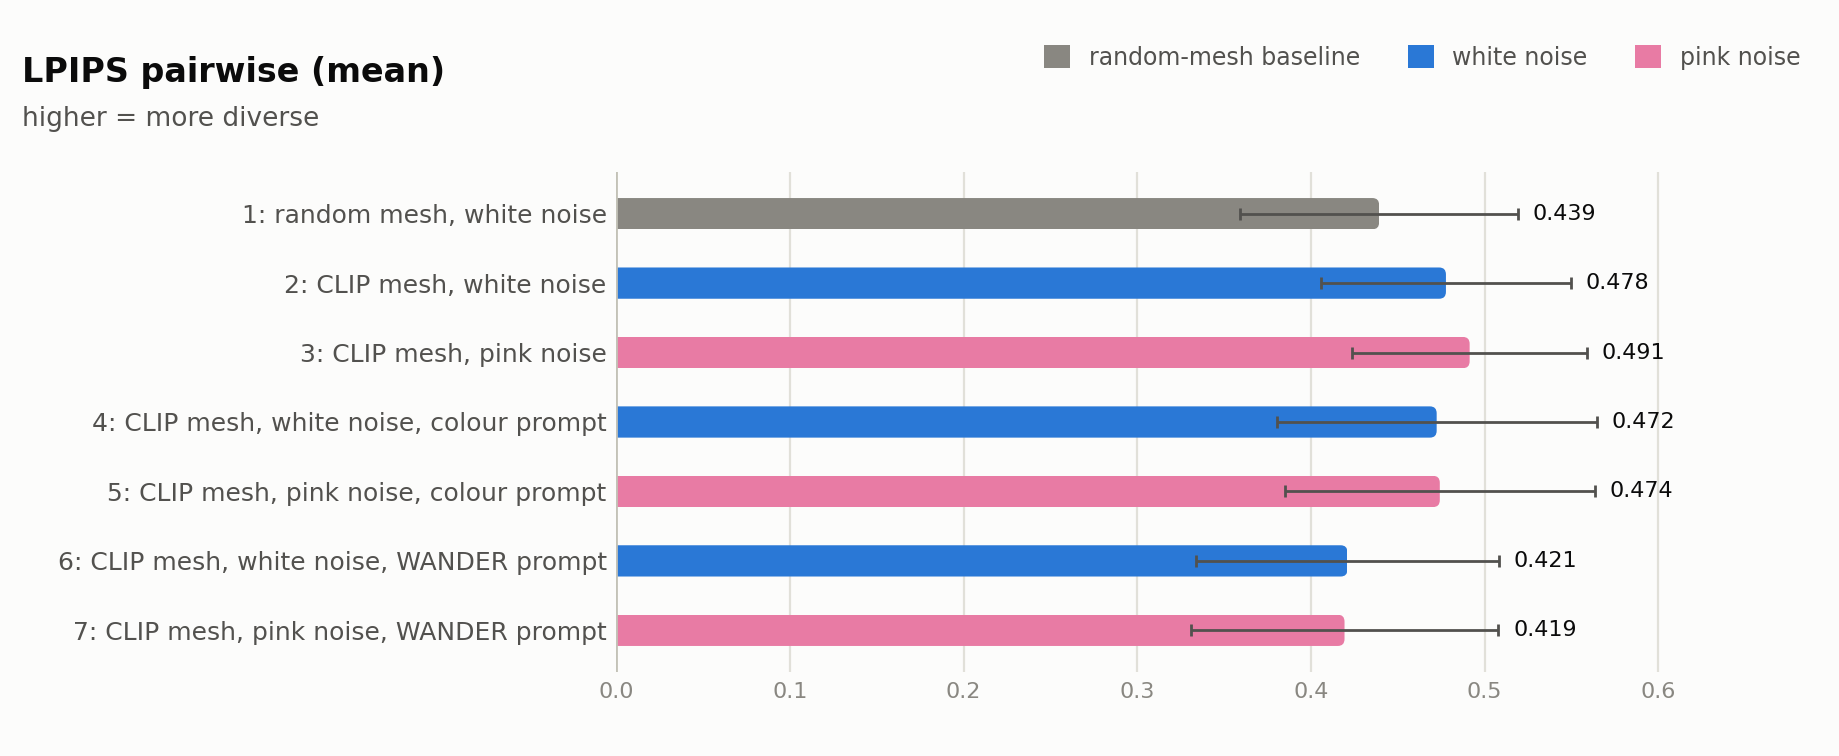 LPIPS pairwise (mean)
higher = more diverse
random-mesh baseline
white noise
pink noise
1: random mesh, white noise
0.439
2: CLIP mesh, white noise
0.478
3: CLIP mesh, pink noise
0.491
4: CLIP mesh, white noise, colour prompt
0.472
5: CLIP mesh, pink noise, colour prompt
0.474
6: CLIP mesh, white noise, WANDER prompt
0.421
7: CLIP mesh, pink noise, WANDER prompt
0.419
0.0 0.1 0.2 0.3 0.4 0.5 0.6